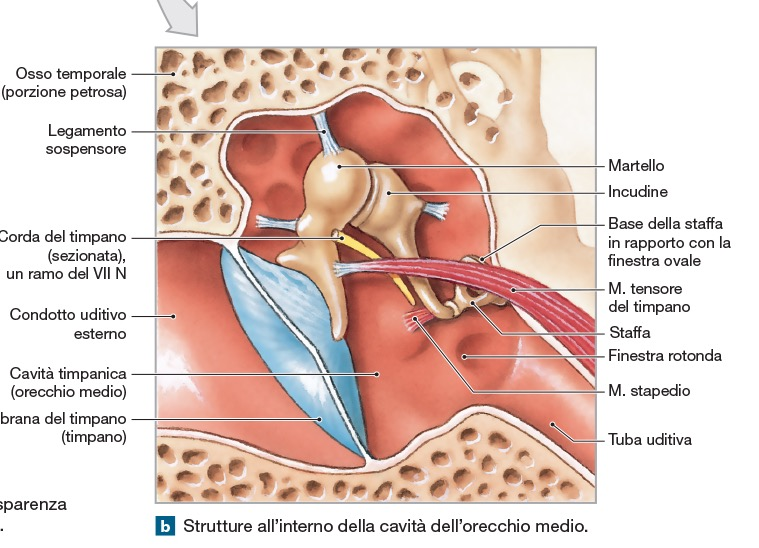 Osso temporale
(porzione petrosa)
Legamento
sospensore
Corda del timpano
(sezionata),
un ramo del VII N
Condotto uditivo
esterno
Cavità timpanica
(orecchio medio)
brana del timpano
(timpano)
sparenza
.
Martello
Incudine
Base della staffa
in rapporto con la
finestra ovale
M. tensore
del timpano
Staffa
Finestra rotonda
M. stapedio
Tuba uditiva
b Strutture all'interno della cavità dell'orecchio medio.